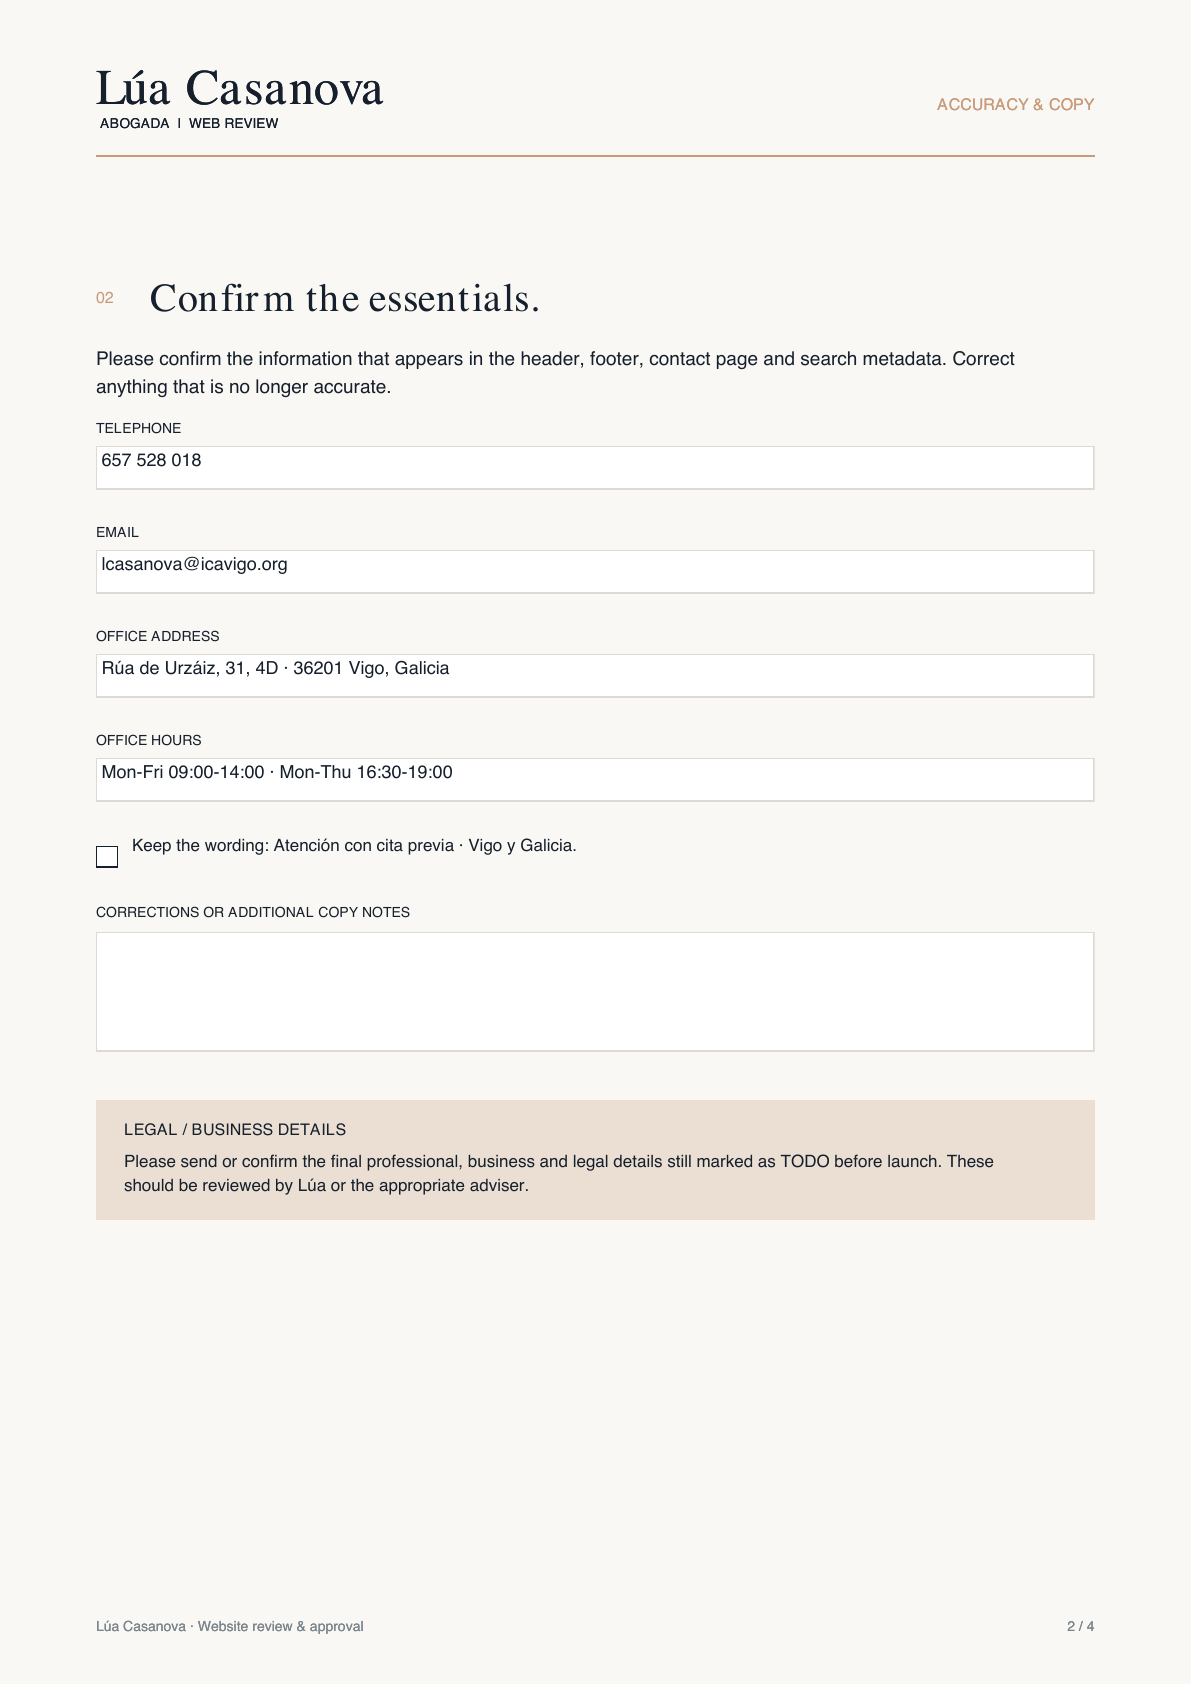 Lúa Casanova
ABOGADA | WEB REVIEW
ACCURACY & COPY
02 Confirm the essentials.
Please confirm the information that appears in the header, footer, contact page and search metadata. Correct
anything that is no longer accurate.
TELEPHONE
657 528 018
EMAIL
lcasanova@icavigo.org
OFFICE ADDRESS
Rúa de Urzáiz, 31, 4D · 36201 Vigo, Galicia
OFFICE HOURS
Mon-Fri 09:00-14:00 · Mon-Thu 16:30-19:00
Keep the wording: Atención con cita previa · Vigo y Galicia.
CORRECTIONS OR ADDITIONAL COPY NOTES
LEGAL / BUSINESS DETAILS
Please send or confirm the final professional, business and legal details still marked as TODO before launch. These
should be reviewed by Lúa or the appropriate adviser.
Lúa Casanova · Website review & approval
2 / 4